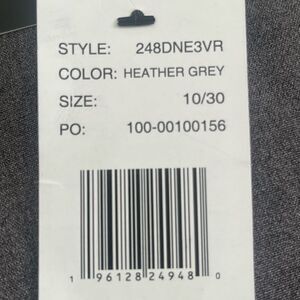 STYLE: 248DNE3VR
COLOR: HEATHER GREY
SIZE: 10/30
PO: 100-00100156
1 96128 24948 0